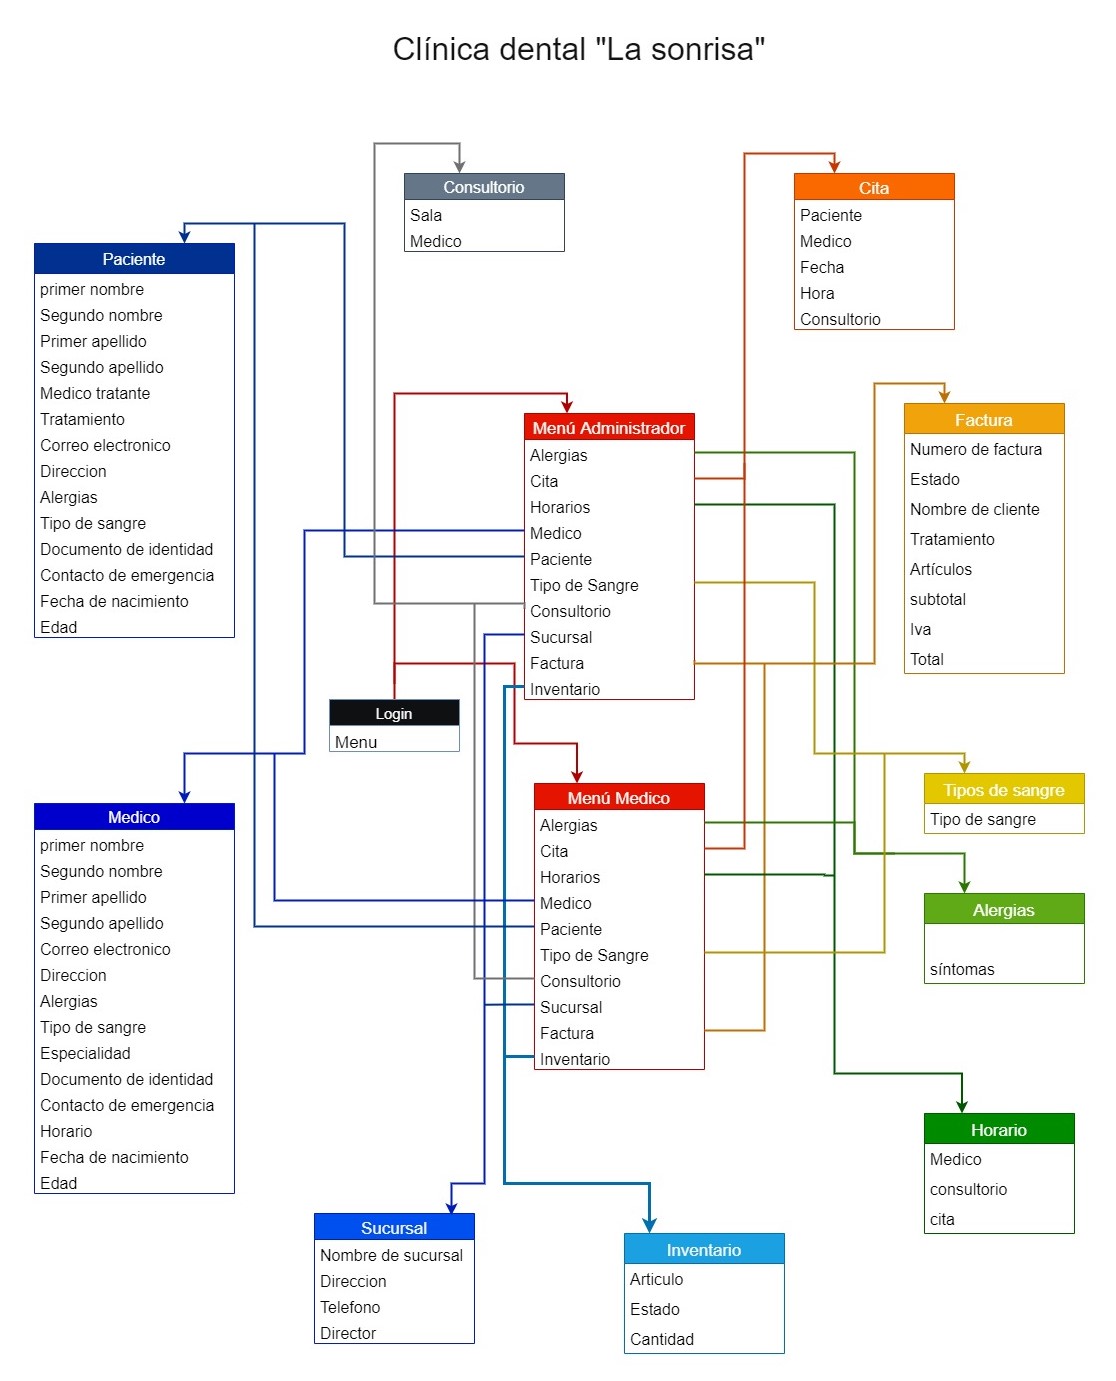 Clínica dental "La sonrisa"
Consultorio
Sala
Medico
Cita
Paciente
Medico
Fecha
Hora
Consultorio
Paciente
primer nombre
Segundo nombre
Primer apellido
Segundo apellido
Medico tratante
Tratamiento
Correo electronico
Direccion
Alergias
Tipo de sangre
Documento de identidad
Contacto de emergencia
Fecha de nacimiento
Edad
Menú Administrador
Alergias
Cita
Horarios
Medico
Paciente
Tipo de Sangre
Consultorio
Sucursal
Factura
Inventario
Factura
Numero de factura
Estado
Nombre de cliente
Tratamiento
Artículos
subtotal
Iva
Total
Login
Menu
Menú Medico
Alergias
Cita
Horarios
Medico
Paciente
Tipo de Sangre
Consultorio
Sucursal
Factura
Inventario
Tipos de sangre
Tipo de sangre
Alergias
síntomas
Medico
primer nombre
Segundo nombre
Primer apellido
Segundo apellido
Correo electronico
Direccion
Alergias
Tipo de sangre
Especialidad
Documento de identidad
Contacto de emergencia
Horario
Fecha de nacimiento
Edad
Horario
Medico
consultorio
cita
Sucursal
Nombre de sucursal
Direccion
Telefono
Director
Inventario
Articulo
Estado
Cantidad